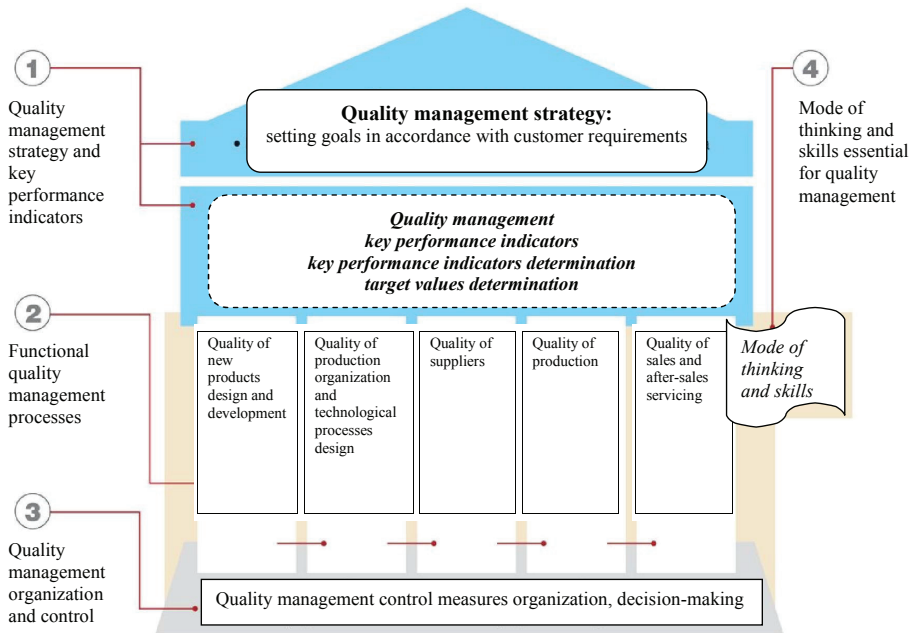 1
Quality
management
strategy and
key
performance
indicators
Quality management strategy:
• setting goals in accordance with customer requirements
4
Mode of
thinking and
skills essential
for quality
management
Quality management
key performance indicators
key performance indicators determination
target values determination
2
Functional
quality
management
processes
Quality of
new
products
design and
development
Quality of
production
organization
and
technological
processes
design
Quality of
suppliers
Quality of
production
Quality of
sales and
after-sales
servicing
Mode of
thinking
and skills
3
Quality
management
organization
and control
Quality management control measures organization, decision-making